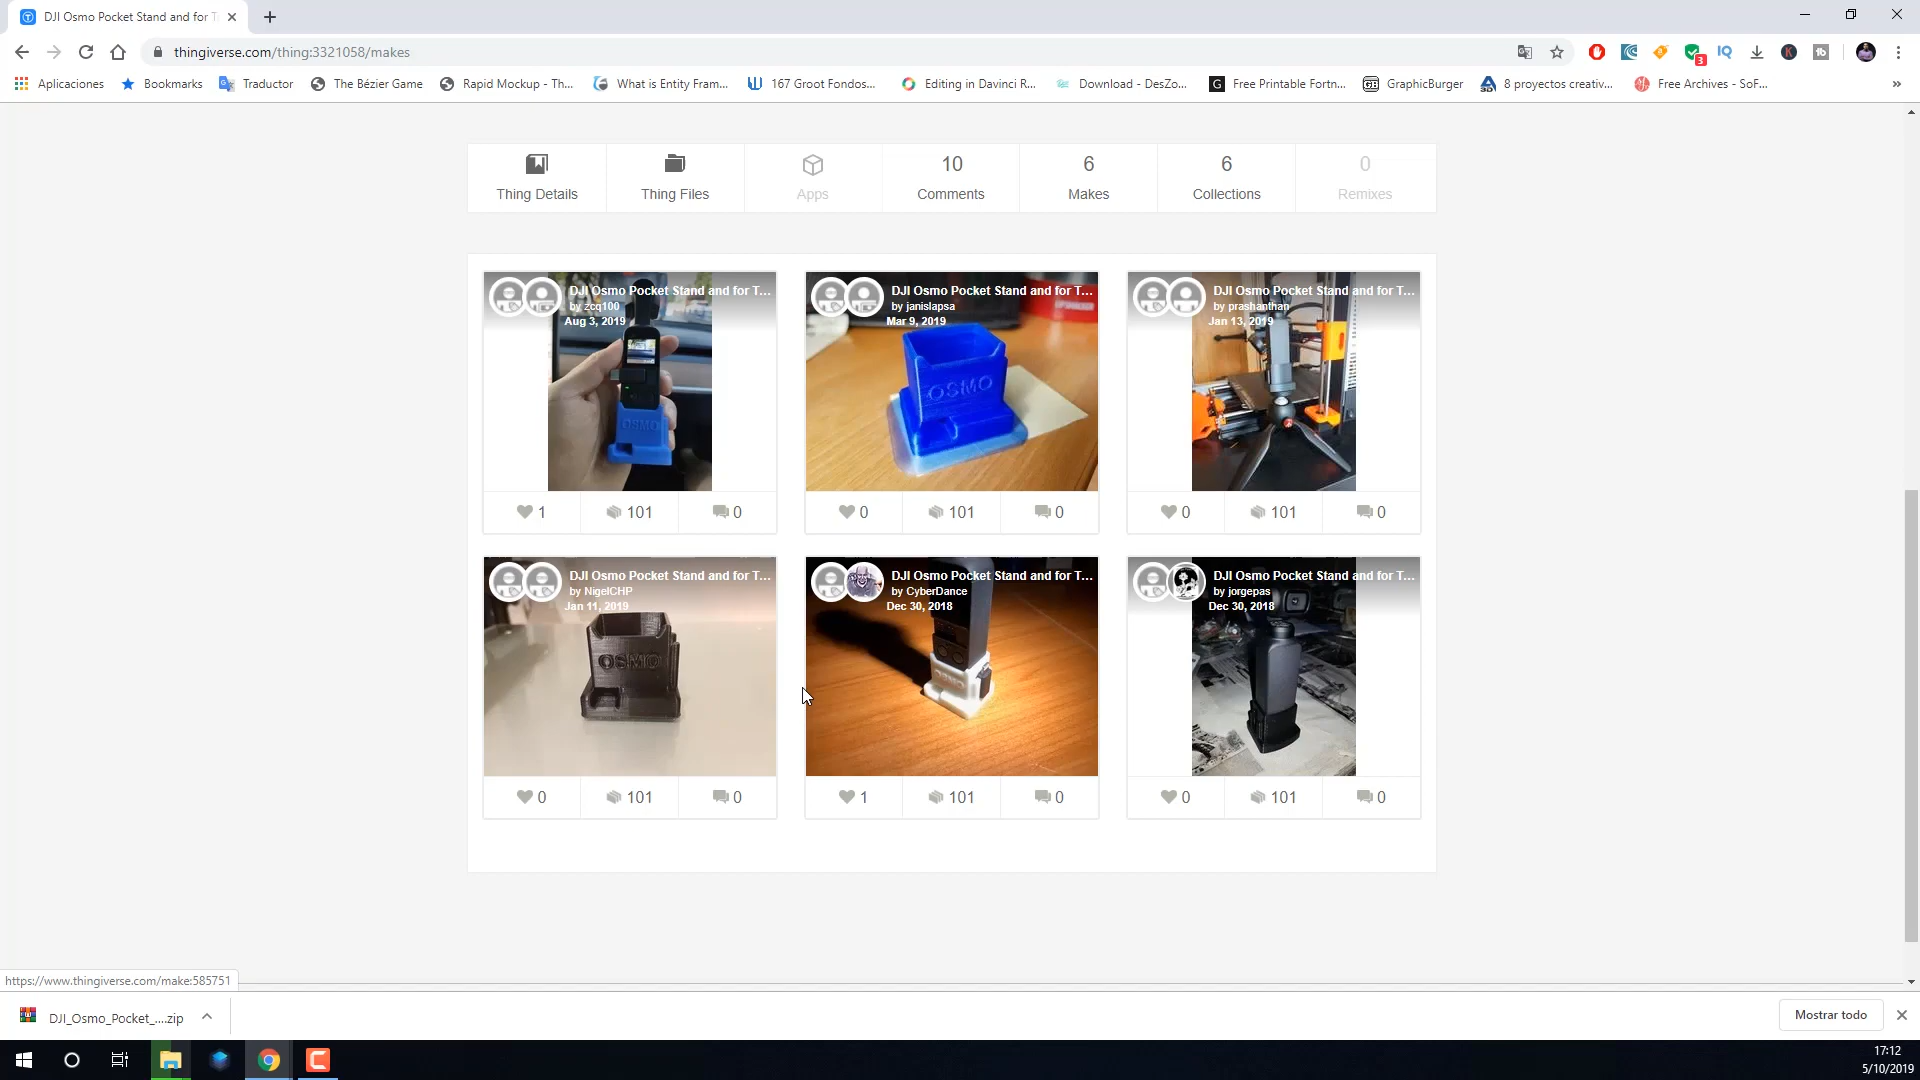 DJI Osmo Pocket Stand and for T
thingiverse.com/thing:3321058/makes
3
Aplicaciones
Bookmarks
Traductor
The Bézier Game
Rapid Mockup - Th...
What is Entity Fram...
167 Groot Fondos...
Editing in Davinci R...
Download - DesZo...
Free Printable Fortn...
GraphicBurger
8 proyectos creativ...
Free Archives - SoF...
»
10
6
6
0
Thing Details
Thing Files
Apps
Comments
Makes
Collections
Remixes
DJI Osmo Pocket Stand and for T...
by zcq100
Aug 3, 2019
OSMO
1
101
0
DJI Osmo Pocket Stand and for T...
by janislapsa
Mar 9, 2019
OSMO
0
101
0
DJI Osmo Pocket Stand and for T...
by prashanthan
Jan 13, 2019
0
101
0
DJI Osmo Pocket Stand and for T...
by NigelCHP
Jan 11, 2019
OSMO
0
101
0
DJI Osmo Pocket Stand and for T...
by CyberDance
Dec 30, 2018
OSMO
1
101
0
DJI Osmo Pocket Stand and for T...
by jorgepas
Dec 30, 2018
0
101
0
https://www.thingiverse.com/make:585751
DJI_Osmo_Pocket_....zip
Mostrar todo
17:12
5/10/2019